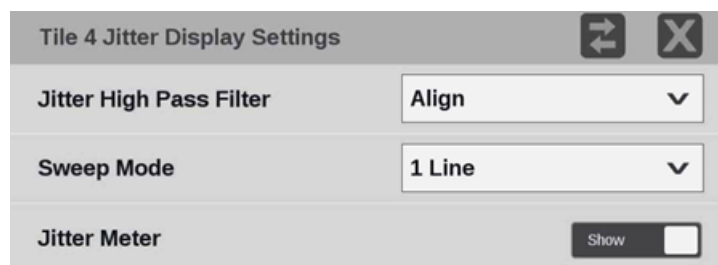 Tile 4 Jitter Display Settings
Jitter High Pass Filter Align
Sweep Mode 1 Line
Jitter Meter Show